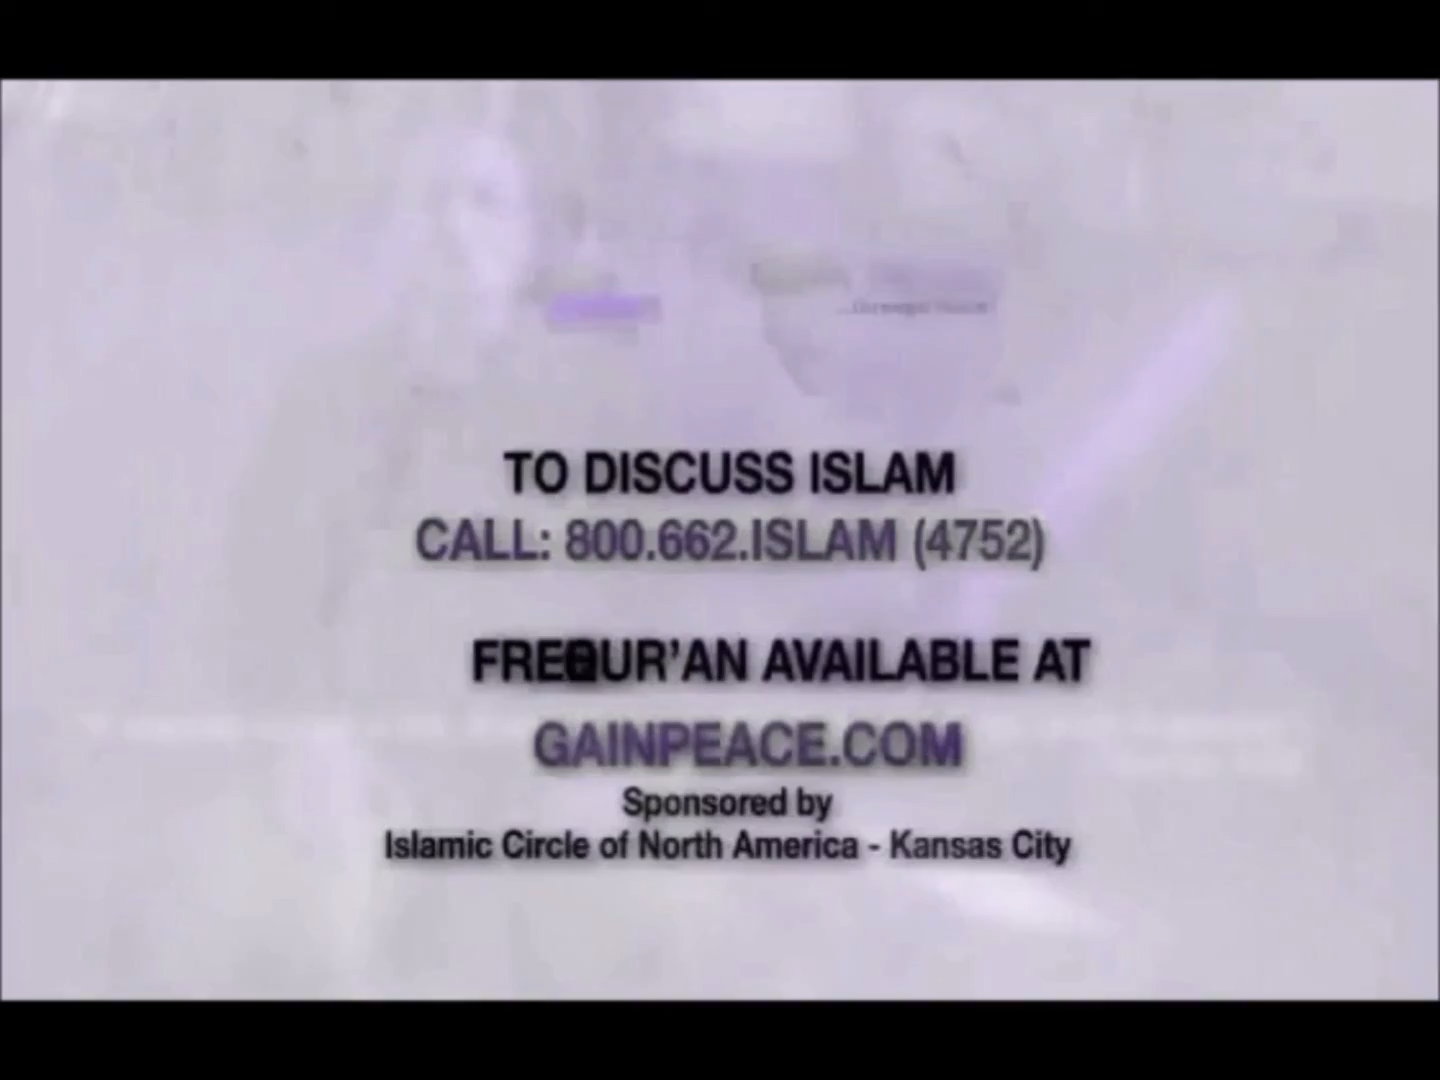 TO DISCUSS ISLAM
CALL: 800.662.ISLAM (4752)
FREE QUR'AN AVAILABLE AT
GAINPEACE.COM
Sponsored by
Islamic Circle of North America - Kansas City